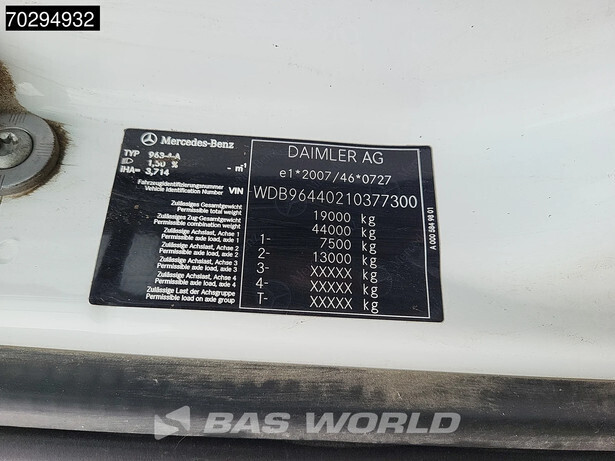 70294932
Mercedes-Benz
DAIMLER AG
TYP 963-4-A
1,50 % - m⁻¹
e1*2007/46*0727
iHA= 3,714
Fahrzeugidentifizierungsnummer
Vehicle Identification Number VIN WDB96440210377300
Zulässiges Gesamtgewicht
Permissible total weight 19000 kg
Zulässiges Zug-Gesamtgewicht
Permissible combination weight 44000 kg
Zulässige Achslast, Achse 1
Permissible axle load, axle 1 1- 7500 kg
Zulässige Achslast, Achse 2
Permissible axle load, axle 2 2- 13000 kg
Zulässige Achslast, Achse 3
Permissible axle load, axle 3 3- XXXXX kg
Zulässige Achslast, Achse 4
Permissible axle load, axle 4 4- XXXXX kg
Zulässige Last der Achsgruppe
Permissible load on axle group T- XXXXX kg
A 000 584 98 01
BAS WORLD